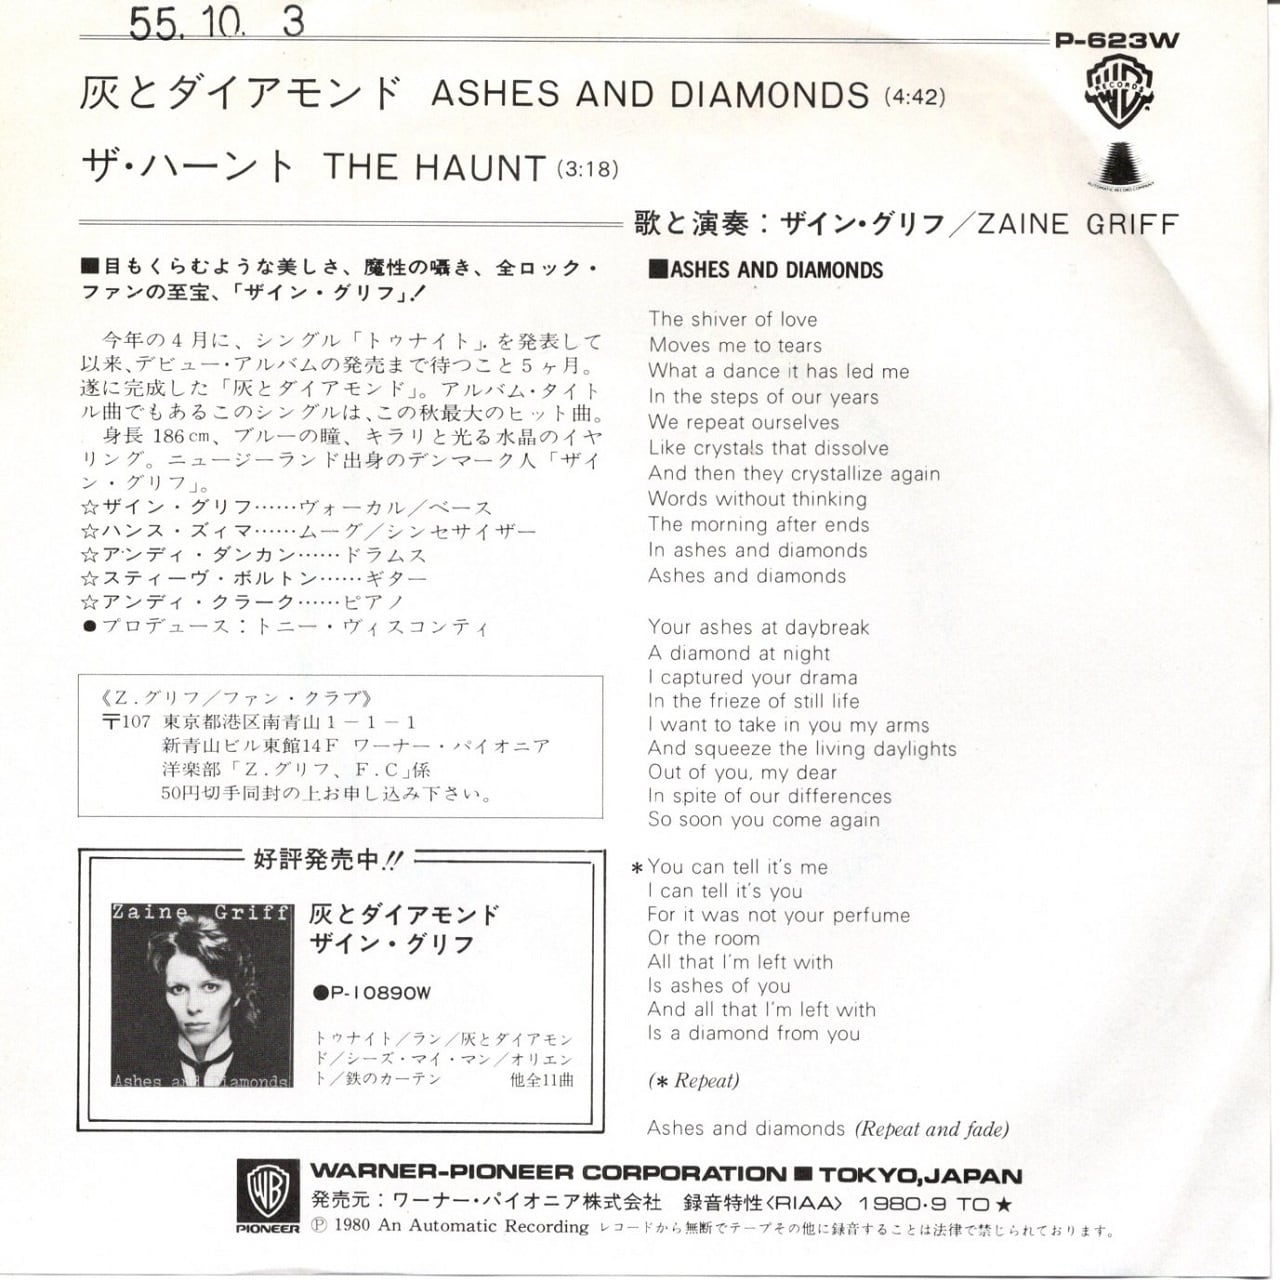 55. 10. 3
P-623W
灰とダイアモンド ASHES AND DIAMONDS (4:42)
ザ・ハーント THE HAUNT (3:18)
RECORDS
AUTOMATIC RECORD COMPANY
歌と演奏：ザイン・グリフ／ZAINE GRIFF
■目もくらむような美しさ、魔性の囁き、全ロック・
ファンの至宝、「ザイン・グリフ」！
今年の4月に、シングル「トゥナイト」．を発表して
以来、デビュー・アルバムの発売まで待つこと5ヶ月。
遂に完成した「灰とダイアモンド」。アルバム・タイト
ル曲でもあるこのシングルは、この秋最大のヒット曲。
身長186cm、ブルーの瞳、キラリと光る水晶のイヤ
リング。ニュージーランド出身のデンマーク人「ザイ
ン・グリフ」。
☆ザイン・グリフ……ヴォーカル／ベース
☆ハンス・ズィマ……ムーグ／シンセサイザー
☆アンディ・ダンカン……ドラムス
☆スティーヴ・ボルトン……ギター
☆アンディ・クラーク……ピアノ
●プロデュース：トニー・ヴィスコンティ
《Z.グリフ／ファン・クラブ》
〒107 東京都港区南青山1－1－1
新青山ビル東館14F ワーナー・パイオニア
洋楽部「Z.グリフ、F.C」係
50円切手同封の上お申し込み下さい。
好評発売中!!
Zaine Griff
Ashes and Diamonds
灰とダイアモンド
ザイン・グリフ
●P-10890W
トゥナイト／ラン／灰とダイアモン
ド／シーズ・マイ・マン／オリエン
ト／鉄のカーテン 他全11曲
■ASHES AND DIAMONDS
The shiver of love
Moves me to tears
What a dance it has led me
In the steps of our years
We repeat ourselves
Like crystals that dissolve
And then they crystallize again
Words without thinking
The morning after ends
In ashes and diamonds
Ashes and diamonds
Your ashes at daybreak
A diamond at night
I captured your drama
In the frieze of still life
I want to take in you my arms
And squeeze the living daylights
Out of you, my dear
In spite of our differences
So soon you come again
*You can tell it's me
I can tell it's you
For it was not your perfume
Or the room
All that I'm left with
Is ashes of you
And all that I'm left with
Is a diamond from you
(* Repeat)
Ashes and diamonds (Repeat and fade)
PIONEER
WARNER-PIONEER CORPORATION ■ TOKYO,JAPAN
発売元：ワーナー・パイオニア株式会社 録音特性〈RIAA〉 1980・9 TO ★
Ⓟ 1980 An Automatic Recording レコードから無断でテープその他に録音することは法律で禁じられております。